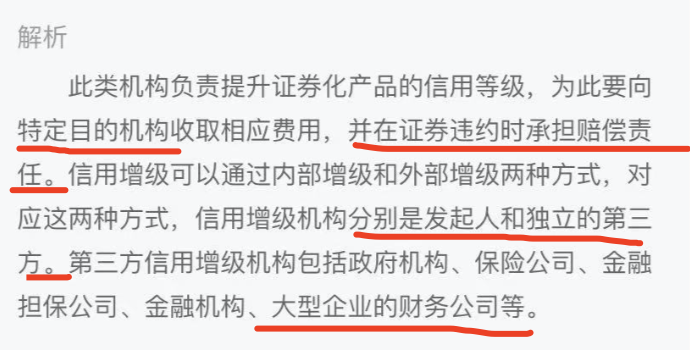 解析
此类机构负责提升证券化产品的信用等级，为此要向
特定目的机构收取相应费用，并在证券违约时承担赔偿责
任。信用增级可以通过内部增级和外部增级两种方式，对
应这两种方式，信用增级机构分别是发起人和独立的第三
方。第三方信用增级机构包括政府机构、保险公司、金融
担保公司、金融机构、大型企业的财务公司等。